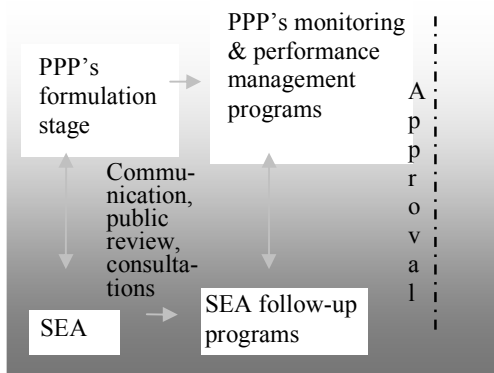 PPP’s
formulation
stage
PPP’s monitoring
& performance
management
programs
Commu-
nication,
public
review,
consulta-
tions
SEA
SEA follow-up
programs
A
p
p
r
o
v
a
l